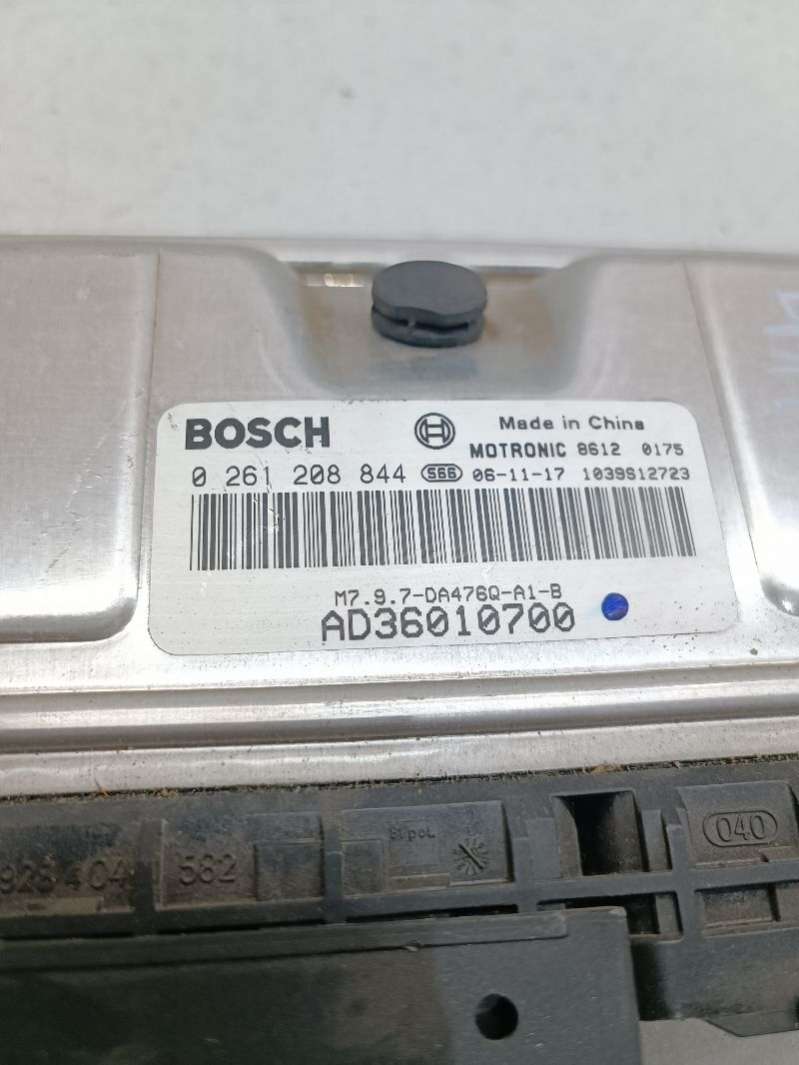 BOSCH
Made in China
MOTRONIC 8612 0175
0 261 208 844 S66 06-11-17 1039S12723
M7.9.7-DA476Q-A1-B
AD36010700
582
040